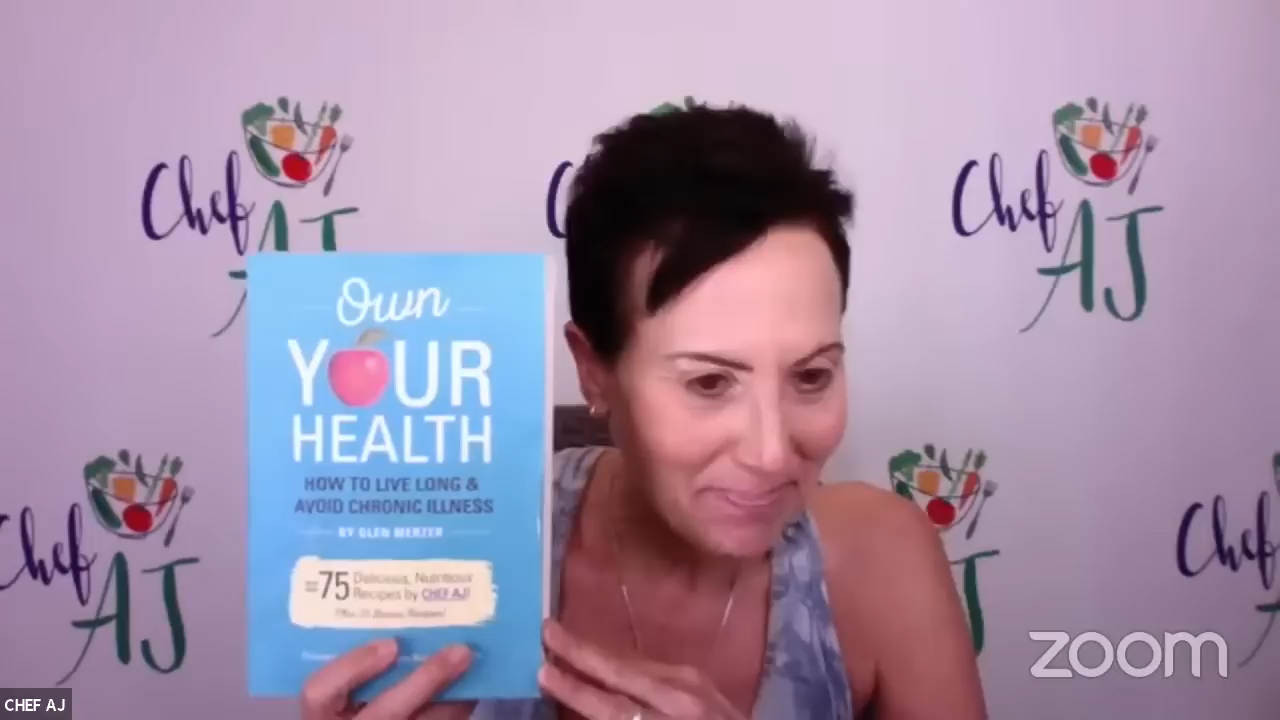 Chef
AJ
Chef
AJ
Own
YOUR
HEALTH
HOW TO LIVE LONG &
AVOID CHRONIC ILLNESS
BY GLEN MERZER
75 Delicious, Nutritious
Recipes by CHEF AJ!
Chef
AJ
Chef
zoom
CHEF AJ